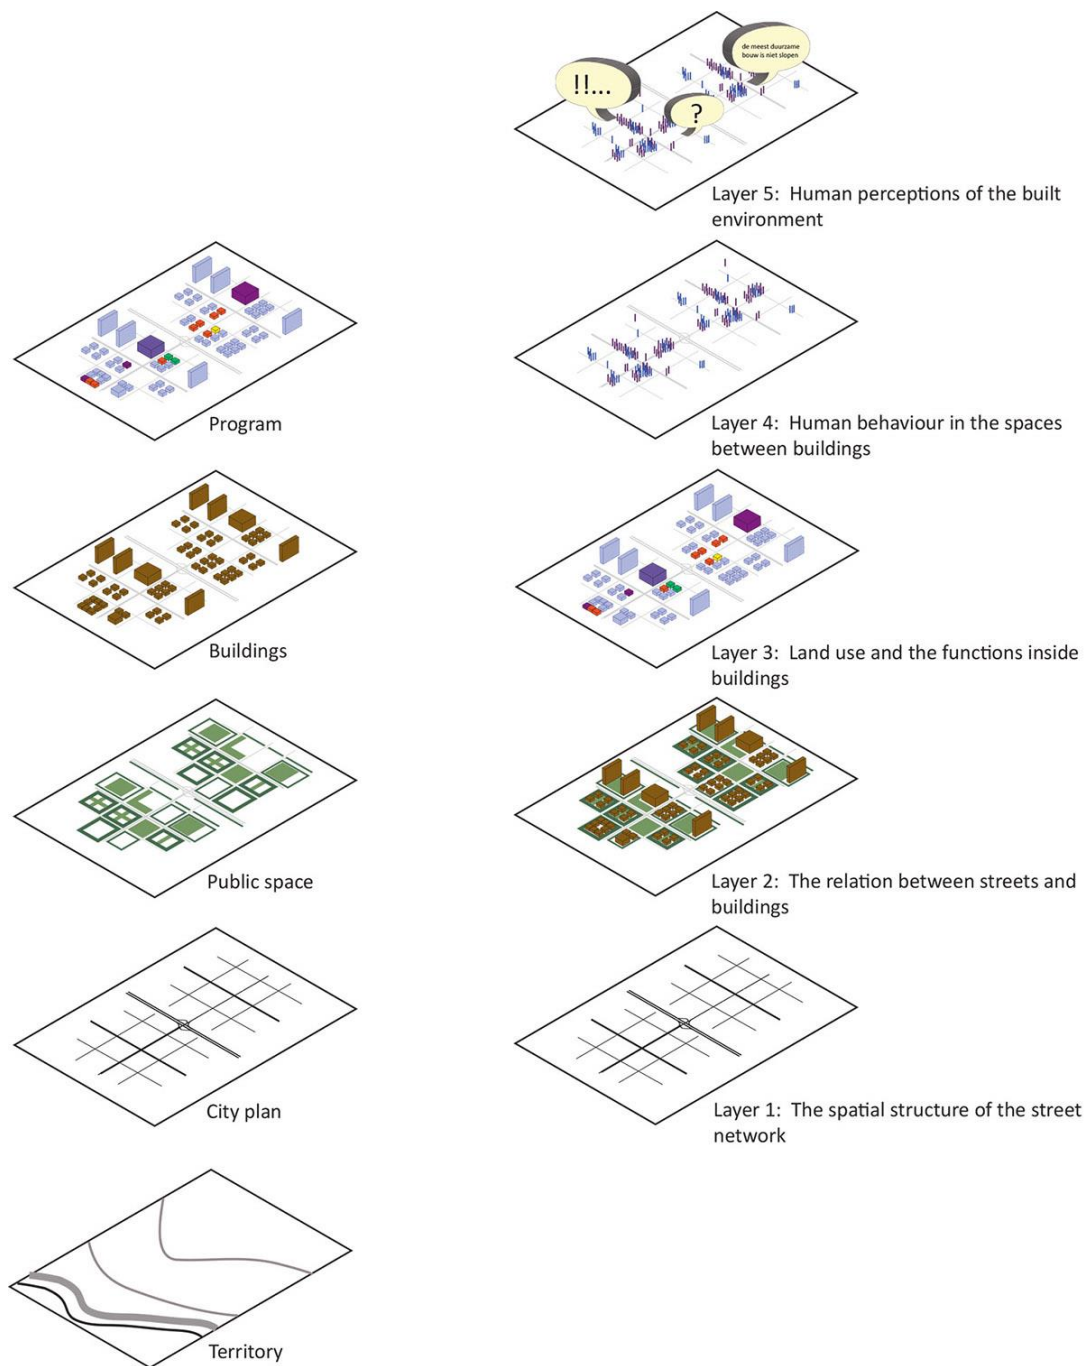 de meest duurzame
bouw is niet slopen
!!...
?
Layer 5: Human perceptions of the built
environment
Program
Layer 4: Human behaviour in the spaces
between buildings
Buildings
Layer 3: Land use and the functions inside
buildings
Public space
Layer 2: The relation between streets and
buildings
City plan
Layer 1: The spatial structure of the street
network
Territory